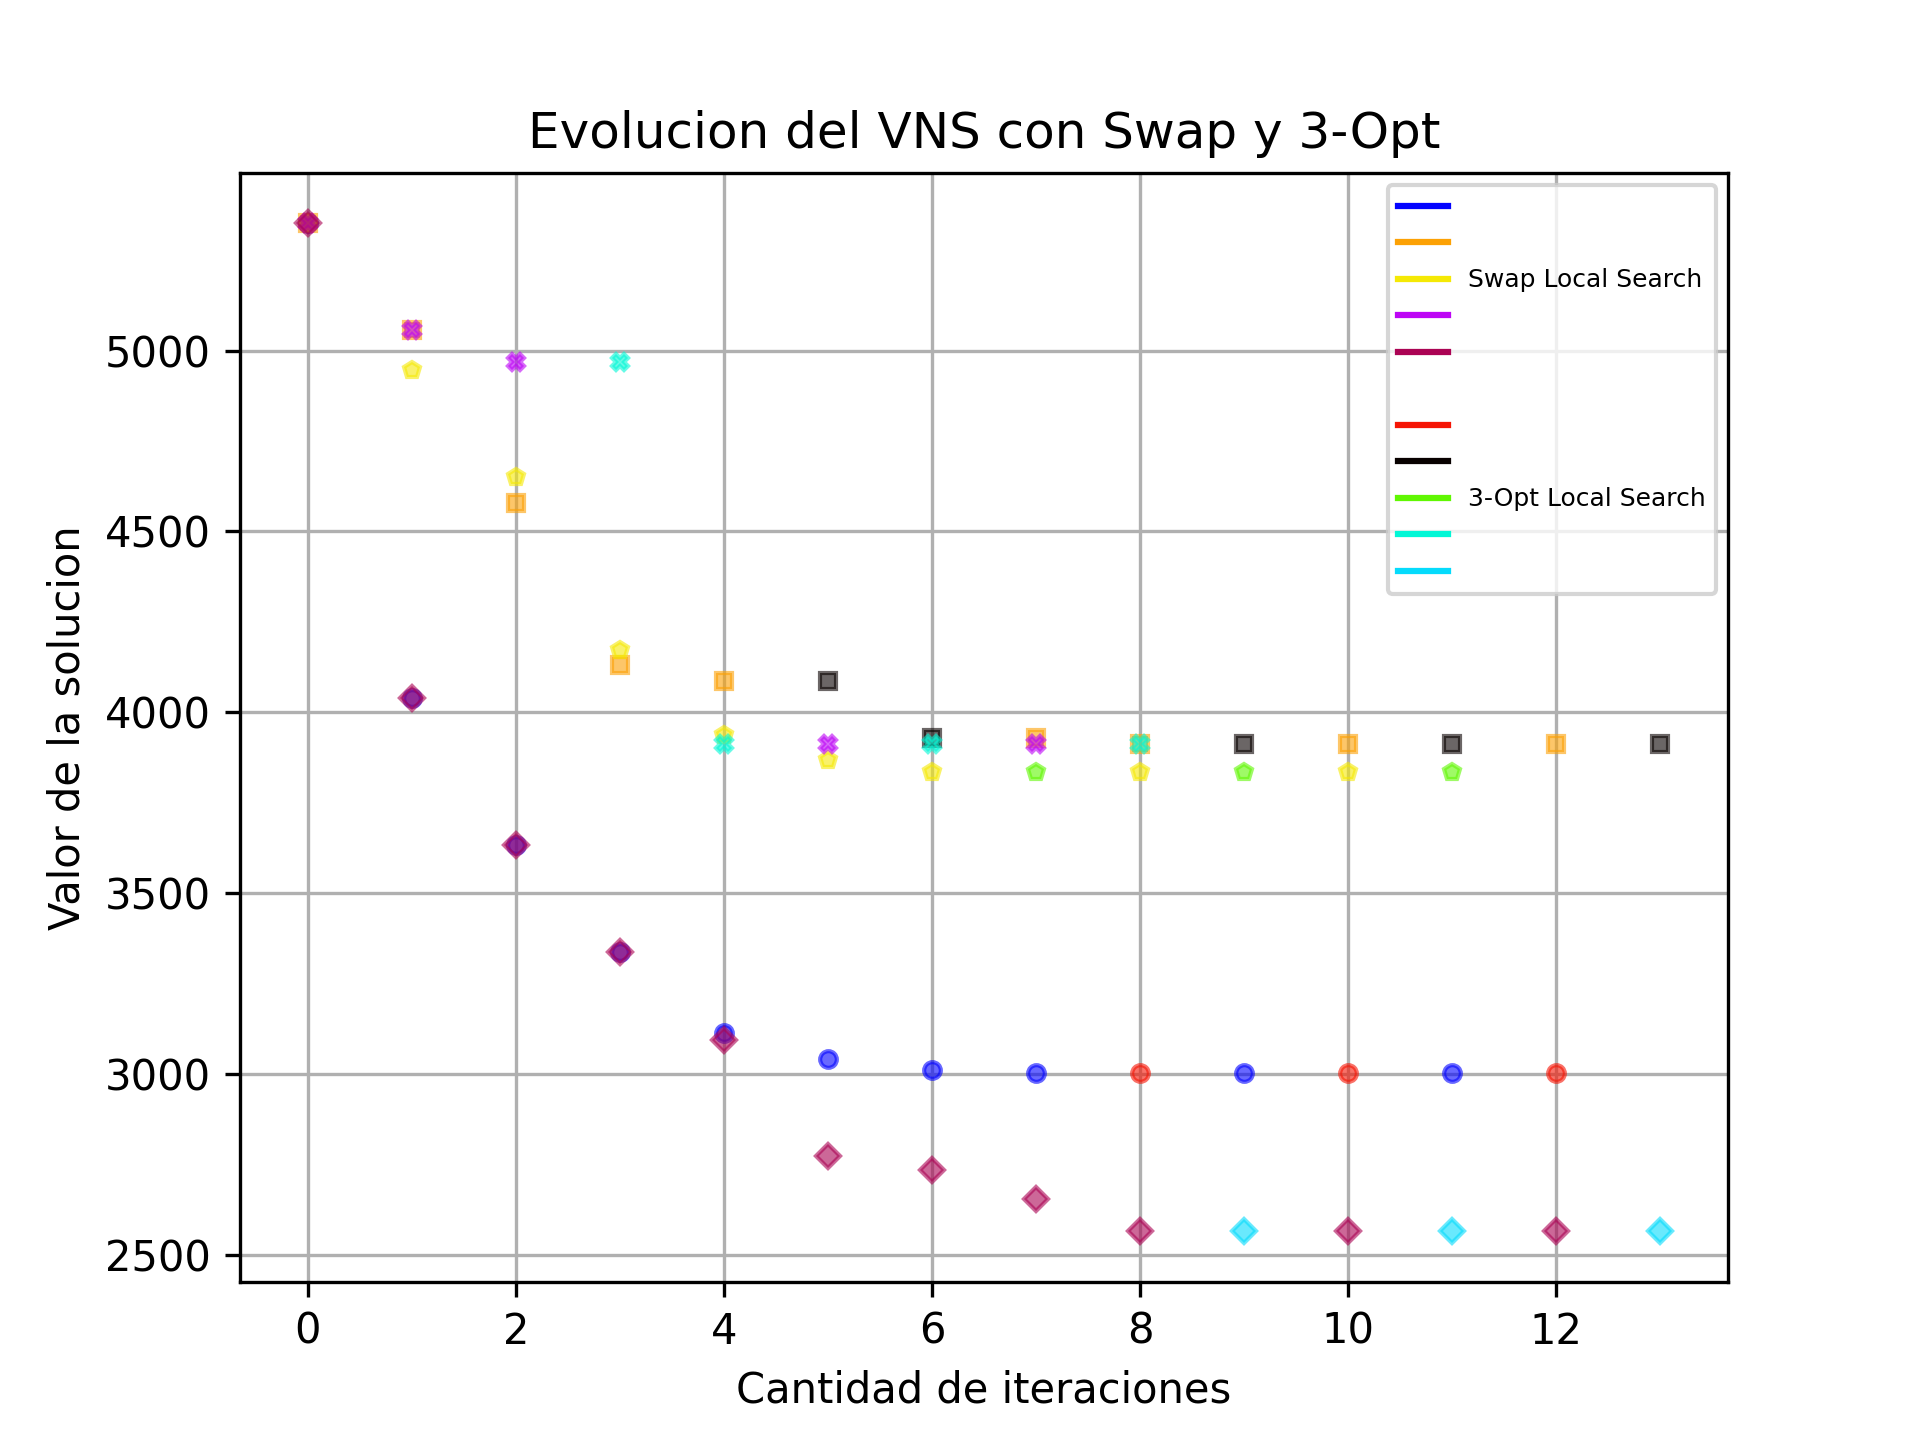 Evolucion del VNS con Swap y 3-Opt
Swap Local Search
3-Opt Local Search
Valor de la solucion
5000
4500
4000
3500
3000
2500
0 2 4 6 8 10 12
Cantidad de iteraciones